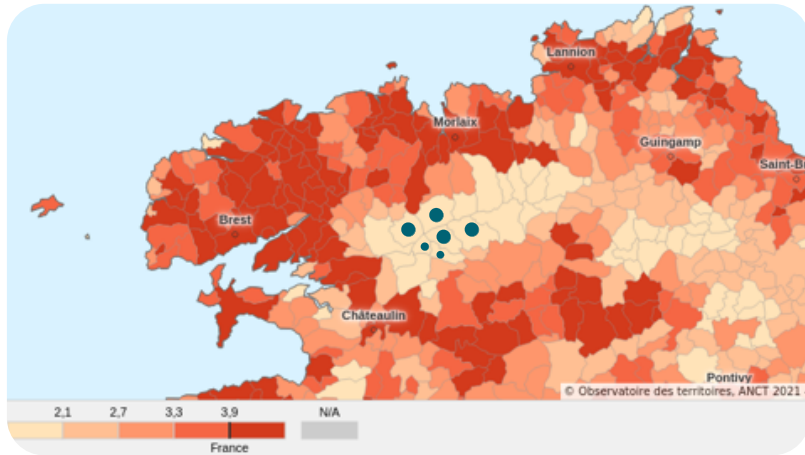 Lannion
Morlaix
Guingamp
Saint-B
Brest
Châteaulin
Pontivy
© Observatoire des territoires, ANCT 2021
2,1 2,7 3,3 3,9 N/A
France